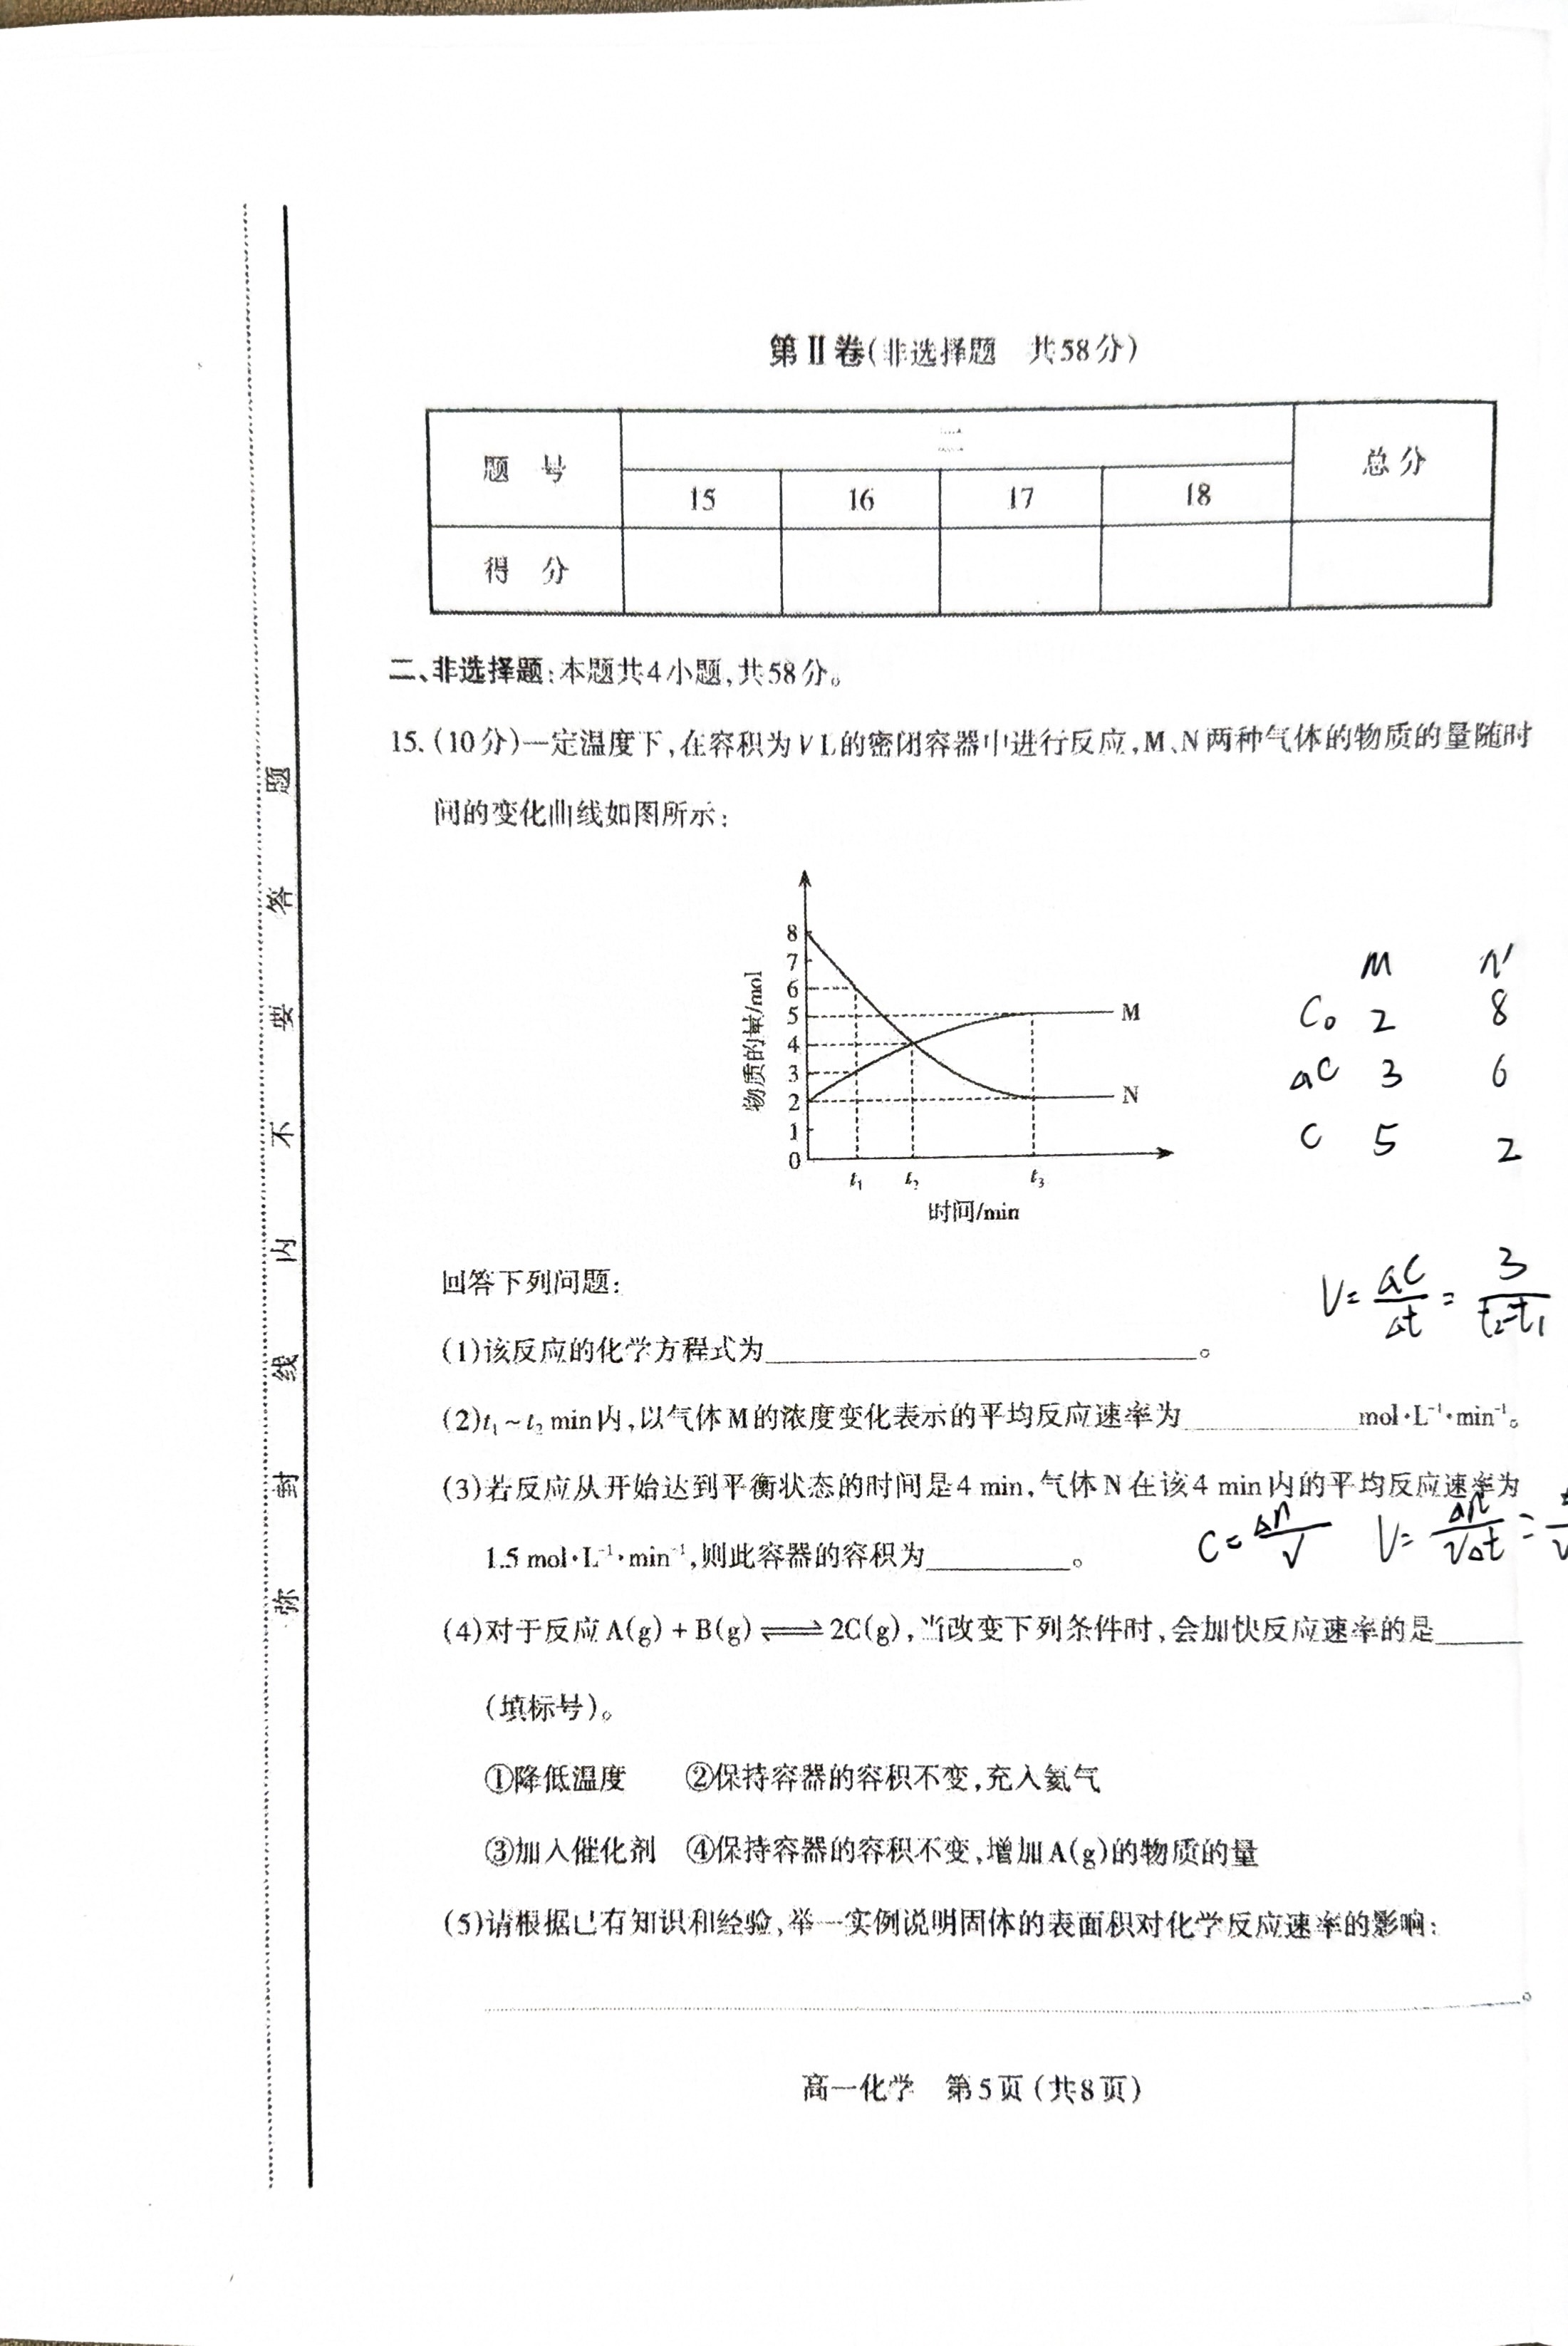 第Ⅱ卷(非选择题 共58分)
题 号 二 总 分
15 16 17 18
得 分
二、非选择题:本题共4小题,共58分。
15.(10分)一定温度下,在容积为V L的密闭容器中进行反应,M、N两种气体的物质的量随时
间的变化曲线如图所示:
物质的量/mol
8
7
6
5
4
3
2
1
0
M
N
t₁ t₂ t₃
时间/min
M N
C₀ 2 8
ΔC 3 6
C 5 2
V=ΔC/Δt=3/t₂-t₁
回答下列问题:
(1)该反应的化学方程式为____________________。
(2)t₁~t₂ min内,以气体M的浓度变化表示的平均反应速率为__________mol·L⁻¹·min⁻¹。
(3)若反应从开始达到平衡状态的时间是4 min,气体N在该4 min内的平均反应速率为
1.5 mol·L⁻¹·min⁻¹,则此容器的容积为________。
C=Δn/V V=Δn/VΔt=
(4)对于反应A(g)+B(g)⇌2C(g),当改变下列条件时,会加快反应速率的是______
(填标号)。
①降低温度 ②保持容器的容积不变,充入氦气
③加入催化剂 ④保持容器的容积不变,增加A(g)的物质的量
(5)请根据已有知识和经验,举一实例说明固体的表面积对化学反应速率的影响:
____________________。
高一化学 第5页(共8页)
弥 封 线 内 不 要 答 题